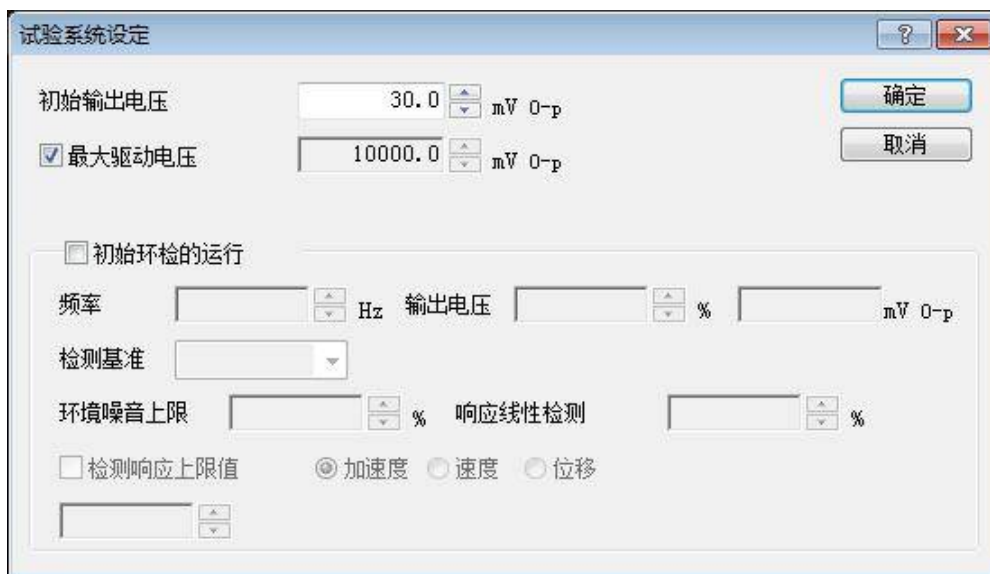 试验系统设定
初始输出电压 30.0 mV 0-p 确定
最大驱动电压 10000.0 mV 0-p 取消
初始环检的运行
频率 Hz 输出电压 % mV 0-p
检测基准
环境噪音上限 % 响应线性检测 %
检测响应上限值 加速度 速度 位移